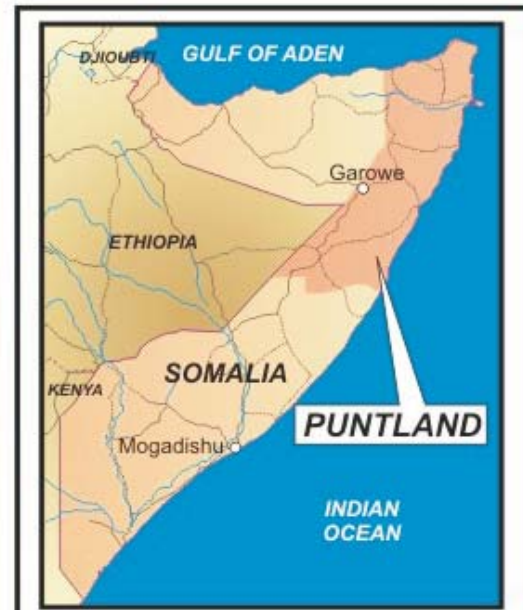 GULF OF ADEN
DJIOUBTI
Garowe
ETHIOPIA
SOMALIA
KENYA
PUNTLAND
Mogadishu
INDIAN
OCEAN